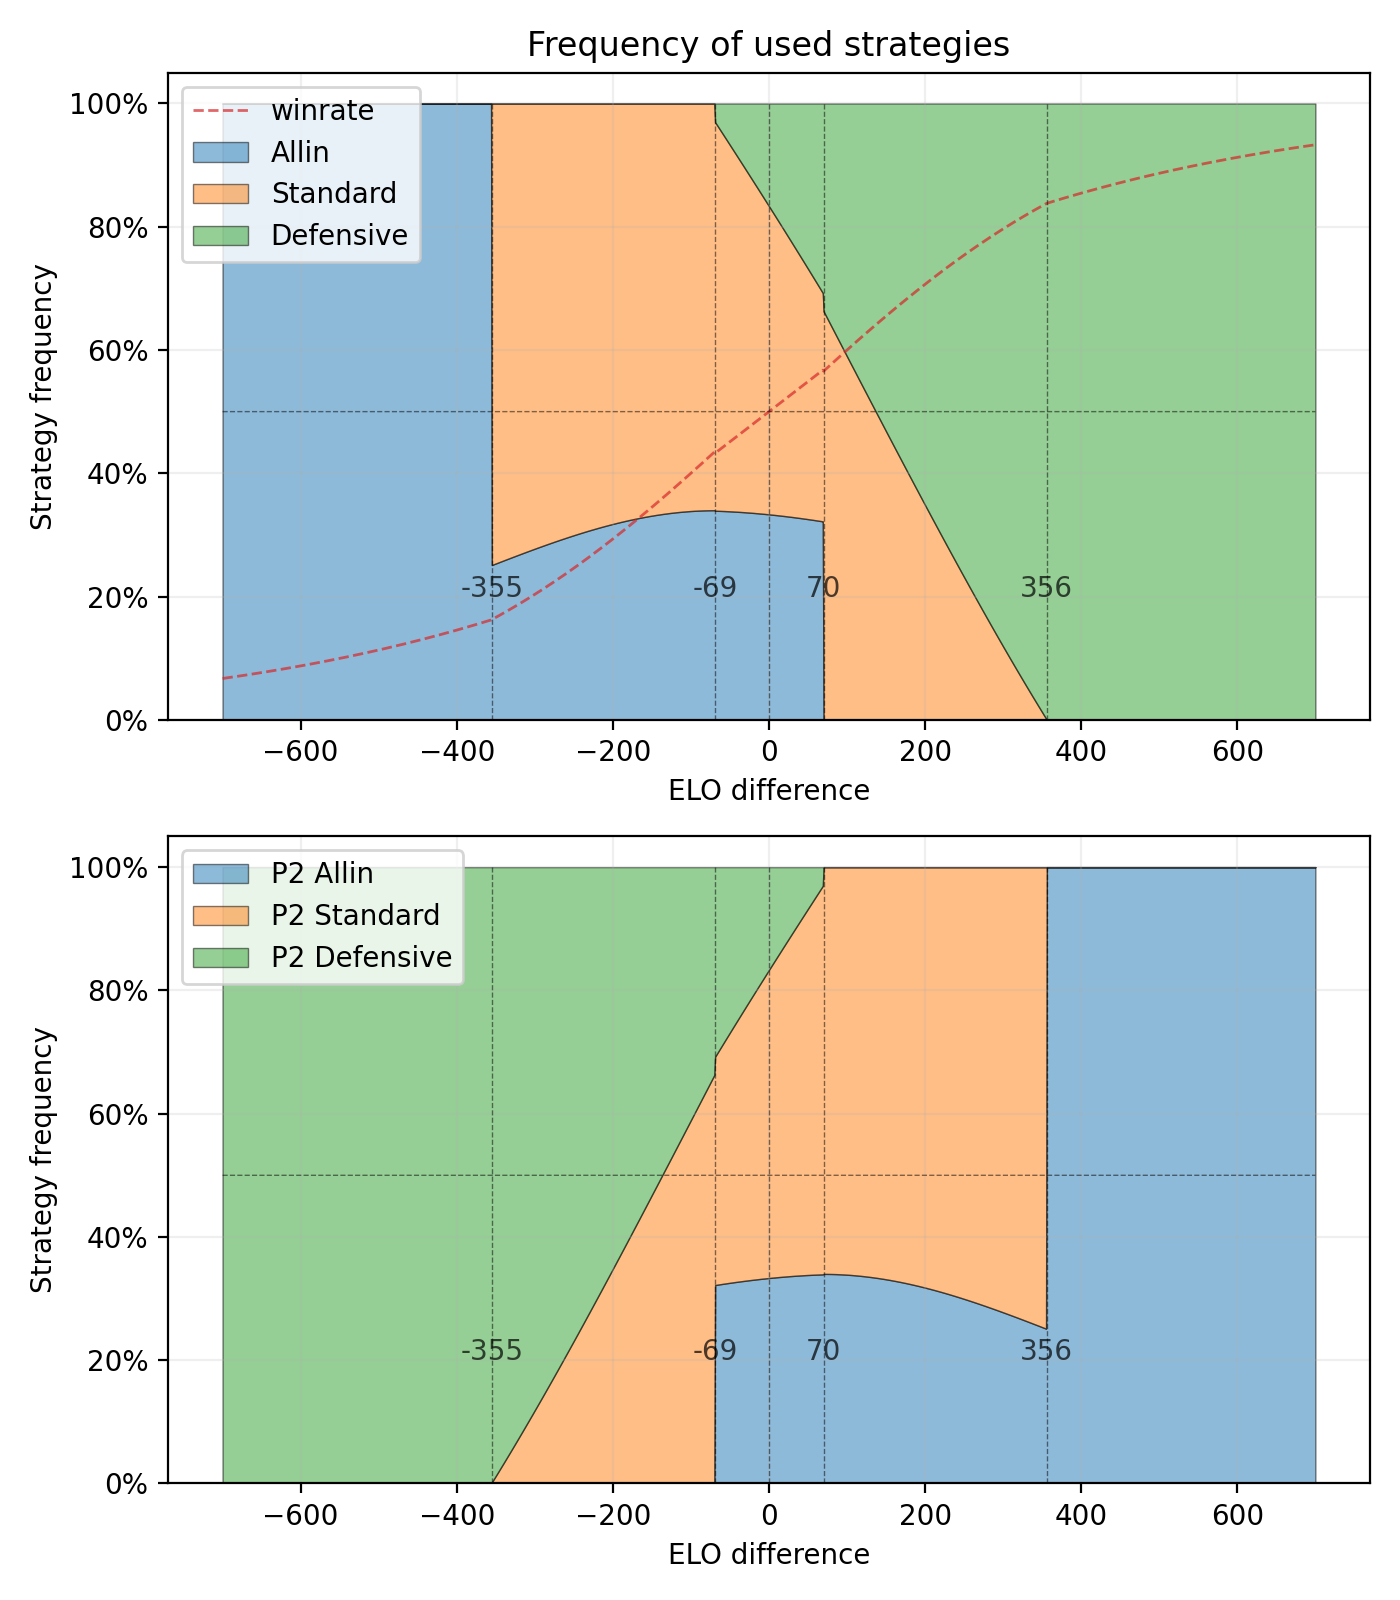 Frequency of used strategies
100%
80%
60%
40%
20%
0%
Strategy frequency
winrate
Allin
Standard
Defensive
-355
-69
70
356
−600
−400
−200
0
200
400
600
ELO difference
100%
80%
60%
40%
20%
0%
Strategy frequency
P2 Allin
P2 Standard
P2 Defensive
-355
-69
70
356
−600
−400
−200
0
200
400
600
ELO difference